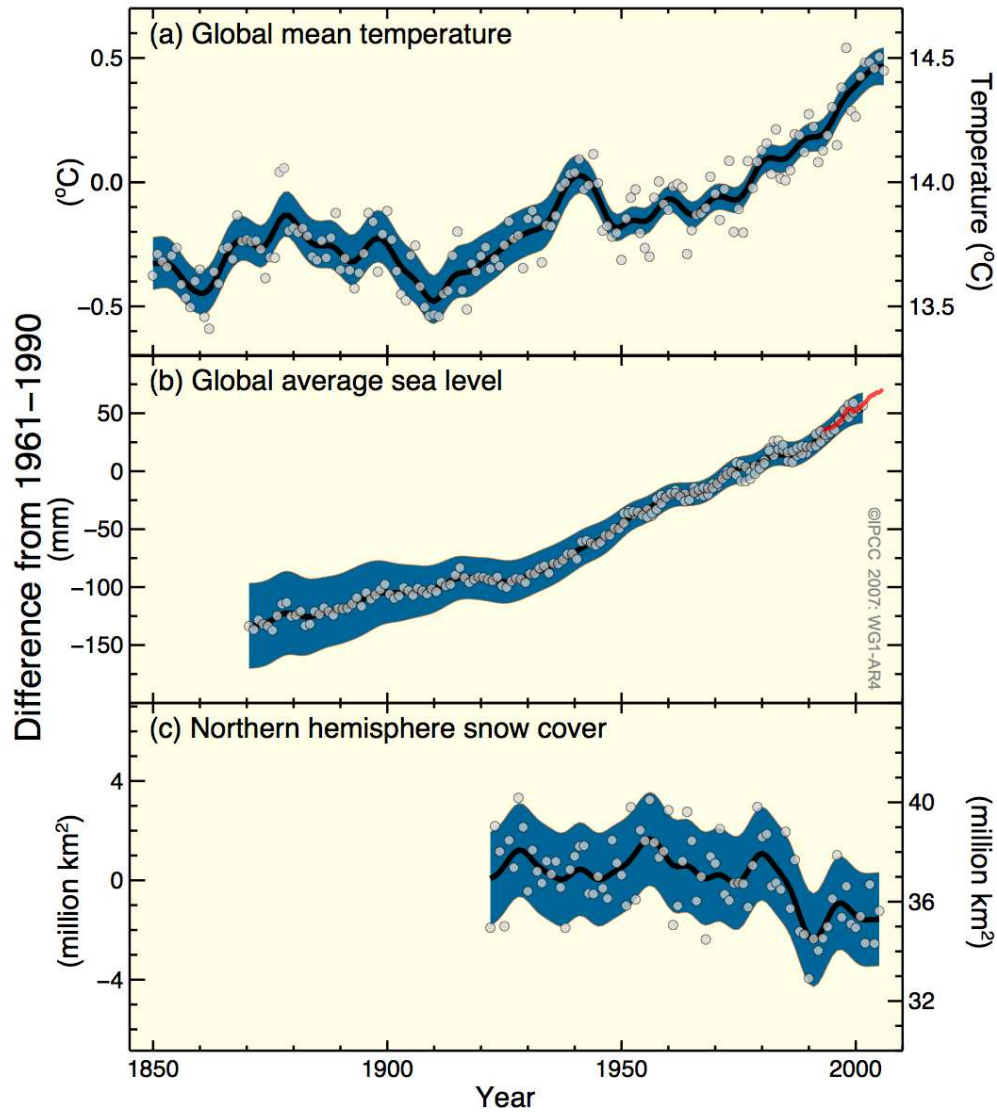 (a) Global mean temperature
0.5
0.0
−0.5
(°C)
14.5
14.0
13.5
Temperature (°C)
Difference from 1961−1990
(b) Global average sea level
50
0
−50
−100
−150
(mm)
©IPCC 2007: WG1-AR4
(c) Northern hemisphere snow cover
4
0
−4
(million km²)
40
36
32
(million km²)
1850
1900
1950
2000
Year